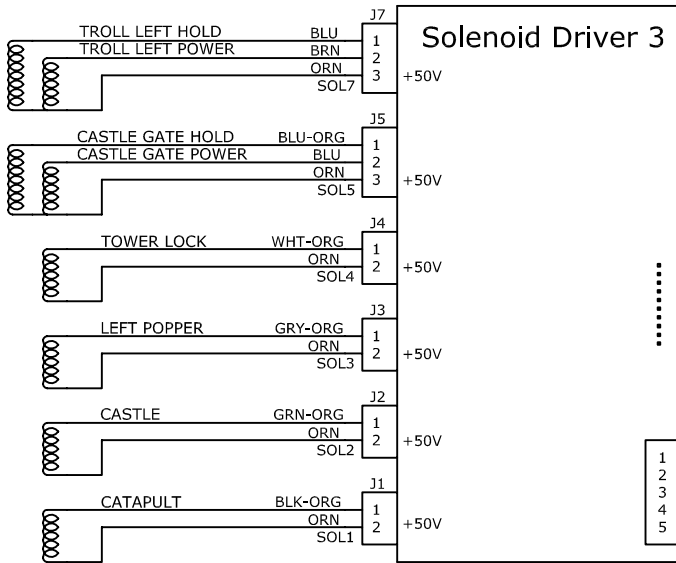 Solenoid Driver 3
J7
TROLL LEFT HOLD BLU 1
TROLL LEFT POWER BRN 2
ORN 3 +50V
SOL7
J5
CASTLE GATE HOLD BLU-ORG 1
CASTLE GATE POWER BLU 2
ORN 3 +50V
SOL5
J4
TOWER LOCK WHT-ORG 1
ORN 2 +50V
SOL4
J3
LEFT POPPER GRY-ORG 1
ORN 2 +50V
SOL3
J2
CASTLE GRN-ORG 1
ORN 2 +50V
SOL2
J1
CATAPULT BLK-ORG 1
ORN 2 +50V
SOL1
1
2
3
4
5